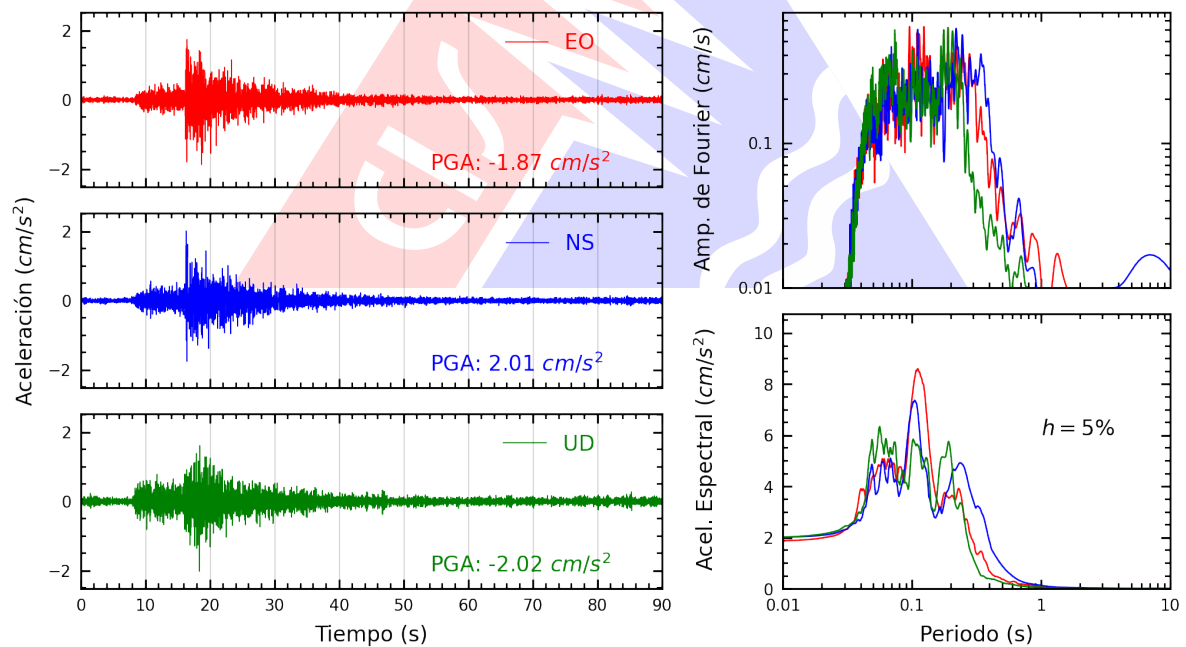 Aceleración (cm/s²)
2
0
−2
EO
PGA: -1.87 cm/s²
2
0
−2
NS
PGA: 2.01 cm/s²
2
0
−2
UD
PGA: -2.02 cm/s²
0 10 20 30 40 50 60 70 80 90
Tiempo (s)
Amp. de Fourier (cm/s)
0.1
0.01
Acel. Espectral (cm/s²)
10
8
6
4
2
0
h = 5%
0.01 0.1 1 10
Periodo (s)